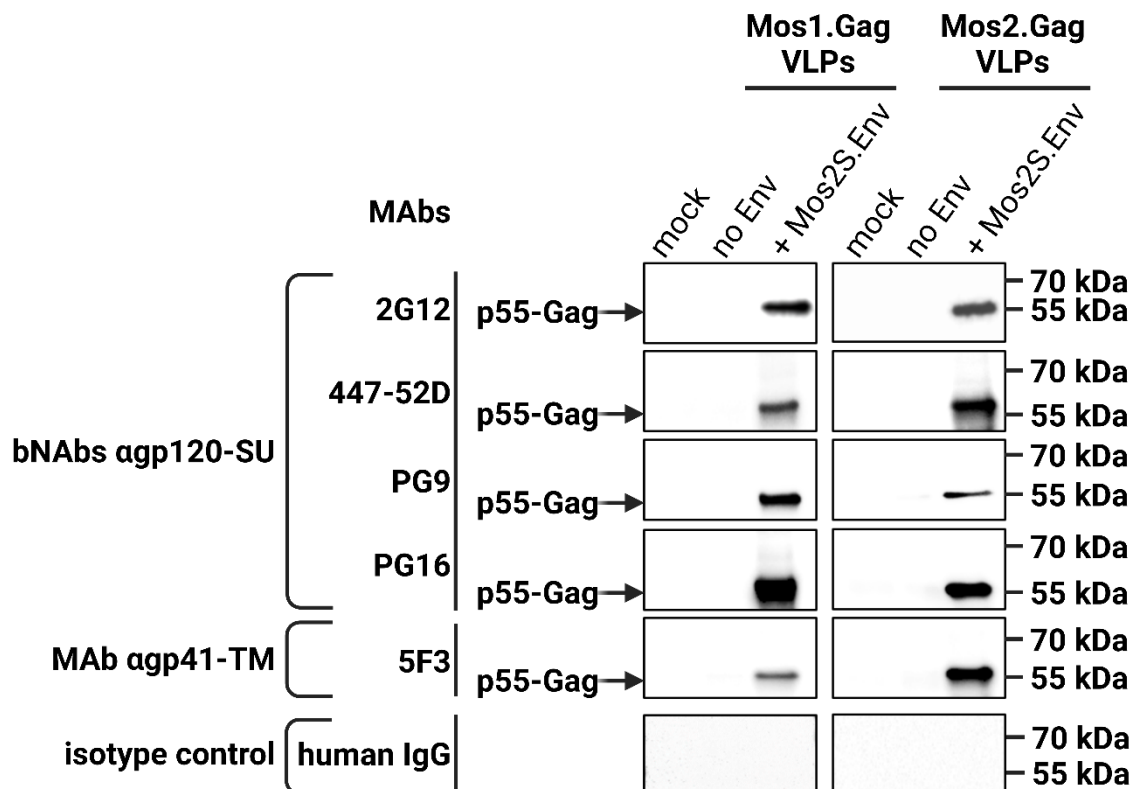 Mos1.Gag Mos2.Gag
VLPs VLPs
mock no Env + Mos2S.Env mock no Env + Mos2S.Env
MAbs
70 kDa
2G12 p55-Gag 55 kDa
447-52D 70 kDa
p55-Gag 55 kDa
bNAbs αgp120-SU
PG9 70 kDa
p55-Gag 55 kDa
PG16 70 kDa
p55-Gag 55 kDa
MAb αgp41-TM 5F3 70 kDa
p55-Gag 55 kDa
isotype control human IgG 70 kDa
55 kDa